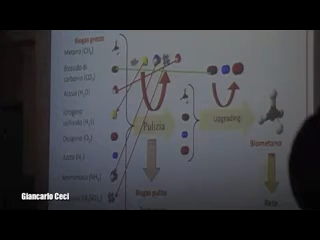 Biogas grezzo
Metano (CH₄)
Biossido di
carbonio (CO₂)
Acqua (H₂O)
Idrogeno
solforato (H₂S)
Ossigeno (O₂)
Azoto (N₂)
Ammoniaca (NH₃)
Pulizia
Upgrading
Biometano
Biogas pulito
Rete
Giancarlo Ceci